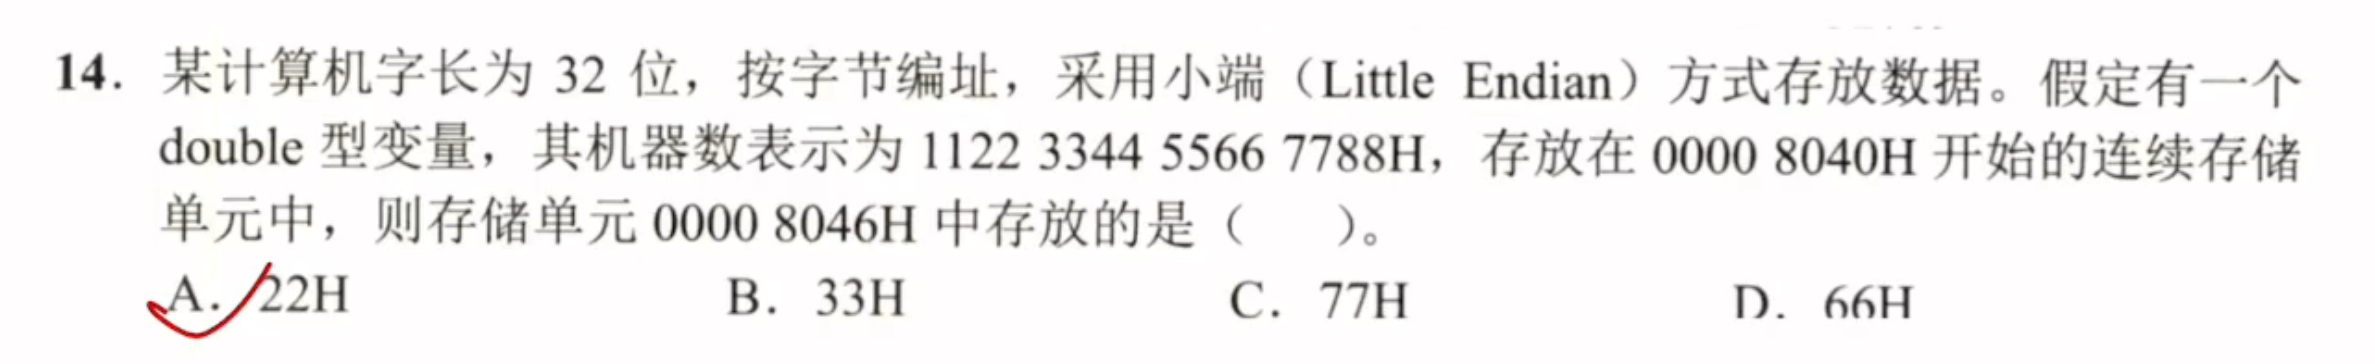 14. 某计算机字长为 32 位，按字节编址，采用小端（Little Endian）方式存放数据。假定有一个
double 型变量，其机器数表示为 1122 3344 5566 7788H，存放在 0000 8040H 开始的连续存储
单元中，则存储单元 0000 8046H 中存放的是（　　）。
A. 22H B. 33H C. 77H D. 66H